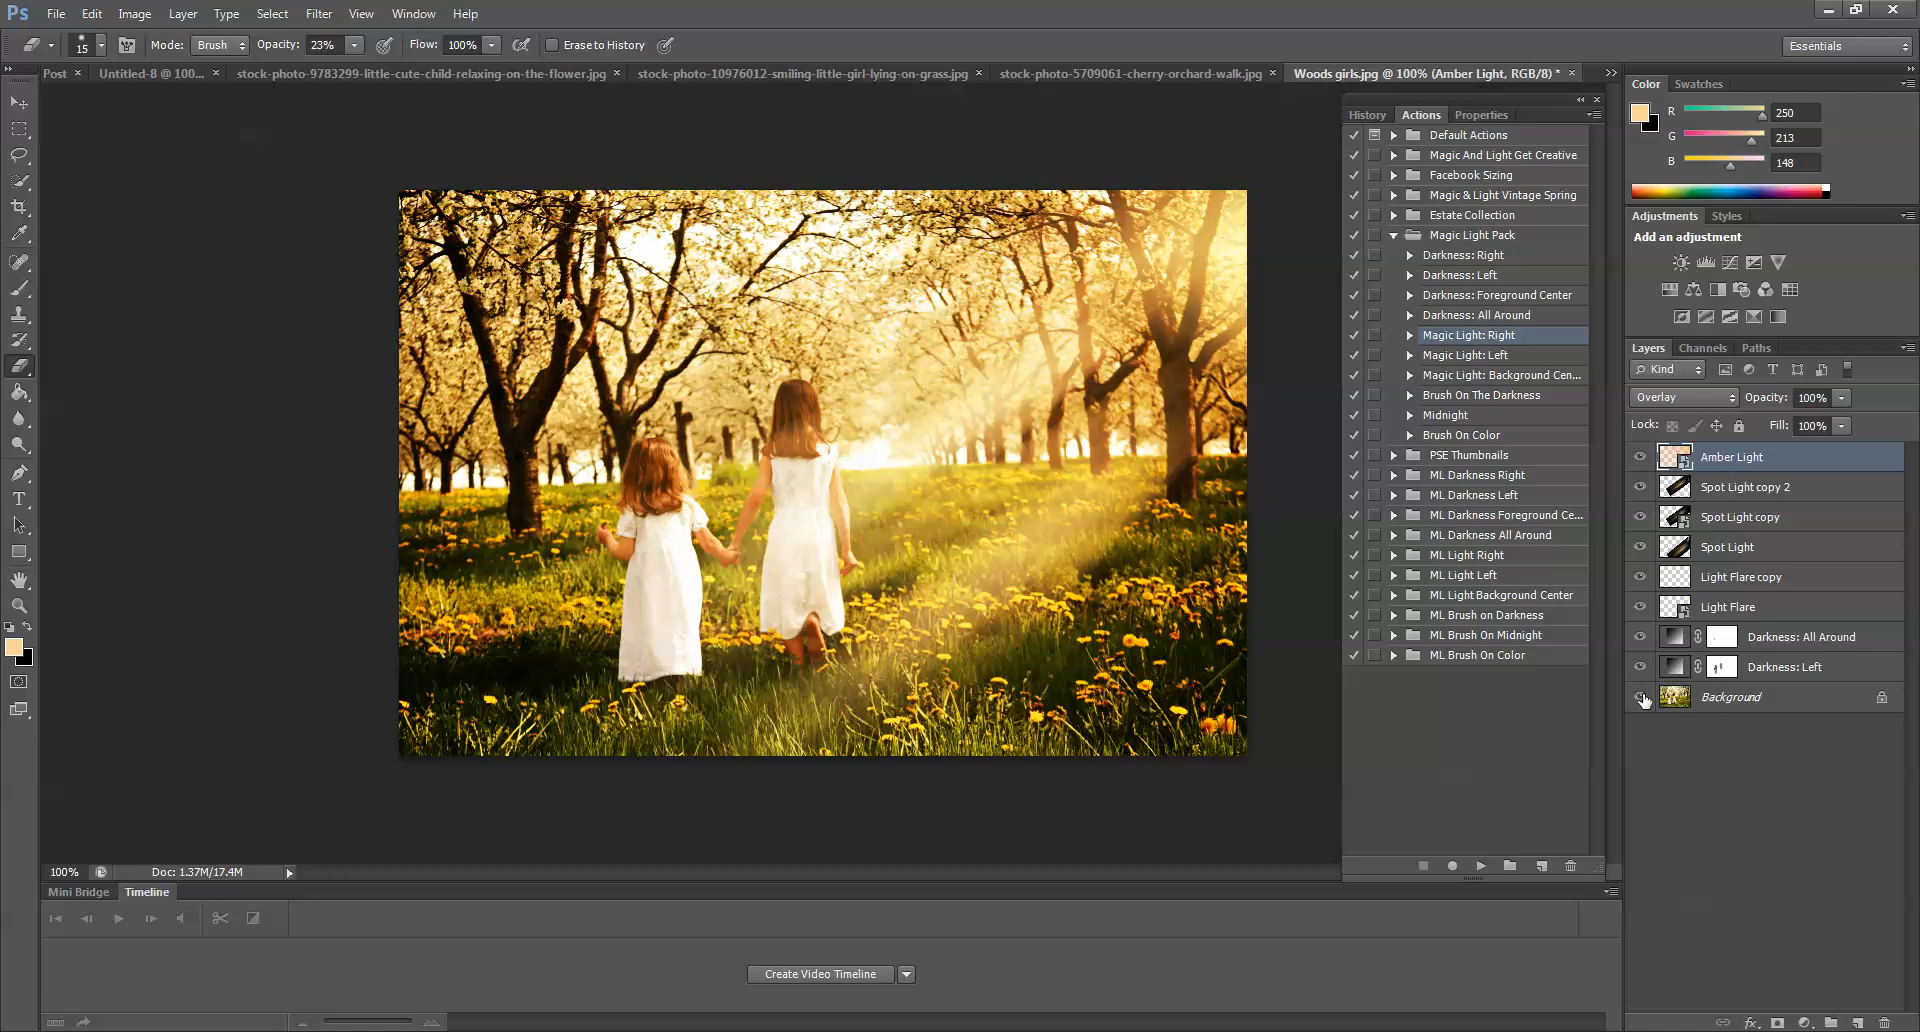 Ps File Edit Image Layer Type Select Filter View Window Help
15 Mode: Brush Opacity: 23% Flow: 100% Erase to History Essentials
Post × Untitled-8 @ 100... × stock-photo-9783299-little-cute-child-relaxing-on-the-flower.jpg × stock-photo-10976012-smiling-little-girl-lying-on-grass.jpg × stock-photo-5709061-cherry-orchard-walk.jpg × Woods girls.jpg @ 100% (Amber Light, RGB/8) * ×
History Actions Properties
Default Actions
Magic And Light Get Creative
Facebook Sizing
Magic & Light Vintage Spring
Estate Collection
Magic Light Pack
Darkness: Right
Darkness: Left
Darkness: Foreground Center
Darkness: All Around
Magic Light: Right
Magic Light: Left
Magic Light: Background Cen...
Brush On The Darkness
Midnight
Brush On Color
PSE Thumbnails
ML Darkness Right
ML Darkness Left
ML Darkness Foreground Ce...
ML Darkness All Around
ML Light Right
ML Light Left
ML Light Background Center
ML Brush on Darkness
ML Brush On Midnight
ML Brush On Color
Color Swatches
R 250
G 213
B 148
Adjustments Styles
Add an adjustment
Layers Channels Paths
Kind
Overlay Opacity: 100%
Lock: Fill: 100%
Amber Light
Spot Light copy 2
Spot Light copy
Spot Light
Light Flare copy
Light Flare
Darkness: All Around
Darkness: Left
Background
fx
100% Doc: 1.37M/17.4M
Mini Bridge Timeline
Create Video Timeline